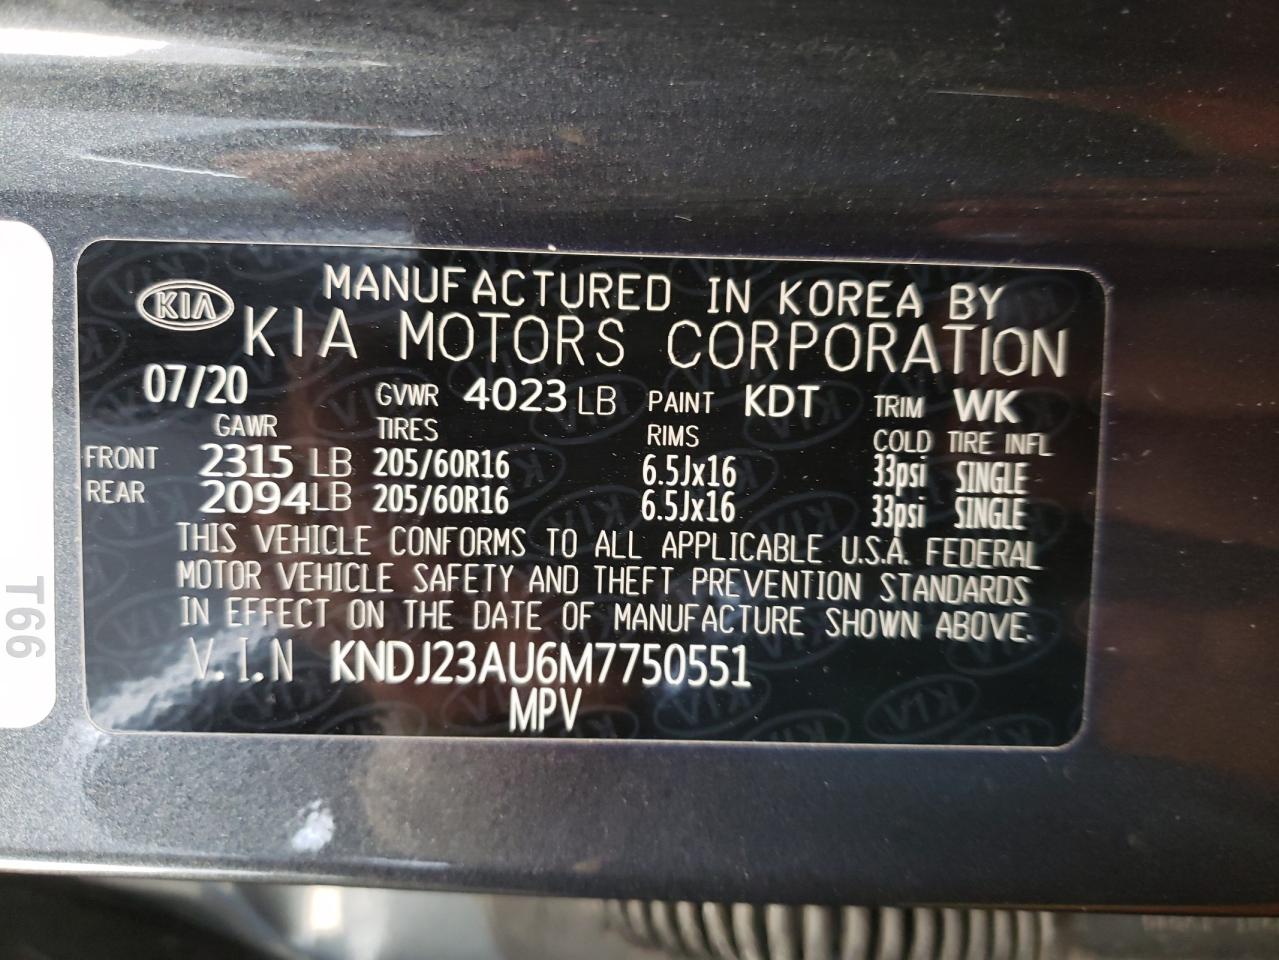 MANUFACTURED IN KOREA BY
KIA KIA MOTORS CORPORATION
07/20 GVWR 4023 LB PAINT KDT TRIM WK
GAWR TIRES RIMS COLD TIRE INFL
FRONT 2315 LB 205/60R16 6.5Jx16 33psi SINGLE
REAR 2094LB 205/60R16 6.5Jx16 33psi SINGLE
THIS VEHICLE CONFORMS TO ALL APPLICABLE U.S.A. FEDERAL
MOTOR VEHICLE SAFETY AND THEFT PREVENTION STANDARDS
IN EFFECT ON THE DATE OF MANUFACTURE SHOWN ABOVE.
V.I.N KNDJ23AU6M7750551
MPV
T66